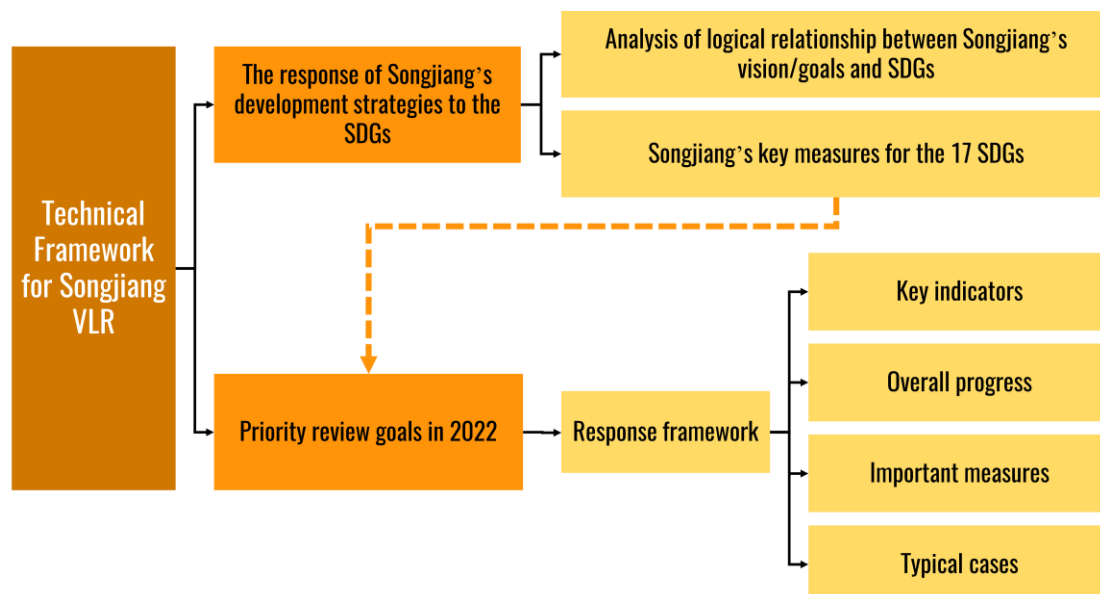 Technical
Framework
for Songjiang
VLR
The response of Songjiang’s
development strategies to the
SDGs
Analysis of logical relationship between Songjiang’s
vision/goals and SDGs
Songjiang’s key measures for the 17 SDGs
Priority review goals in 2022
Response framework
Key indicators
Overall progress
Important measures
Typical cases